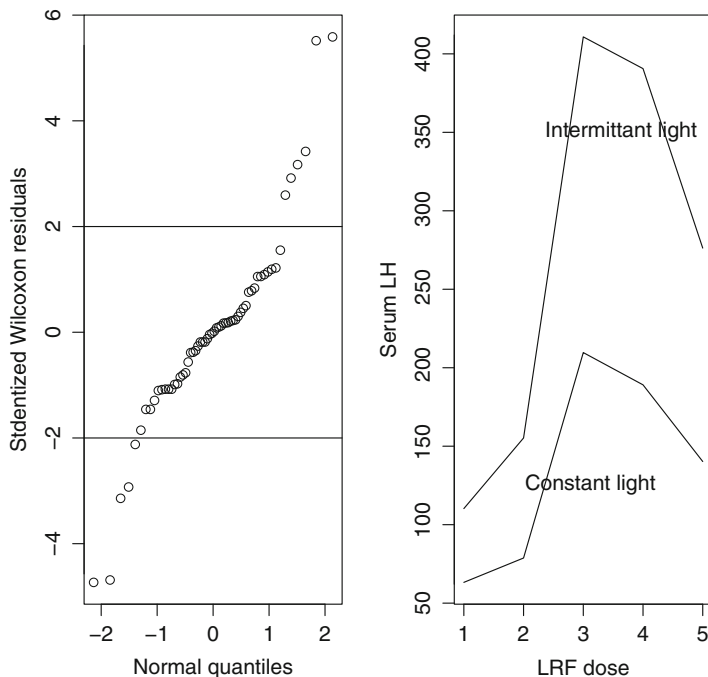 Stdentized Wilcoxon residuals
6
4
2
0
−2
−4
−2 −1 0 1 2
Normal quantiles
Serum LH
400
350
300
250
200
150
100
50
Intermittant light
Constant light
1 2 3 4 5
LRF dose